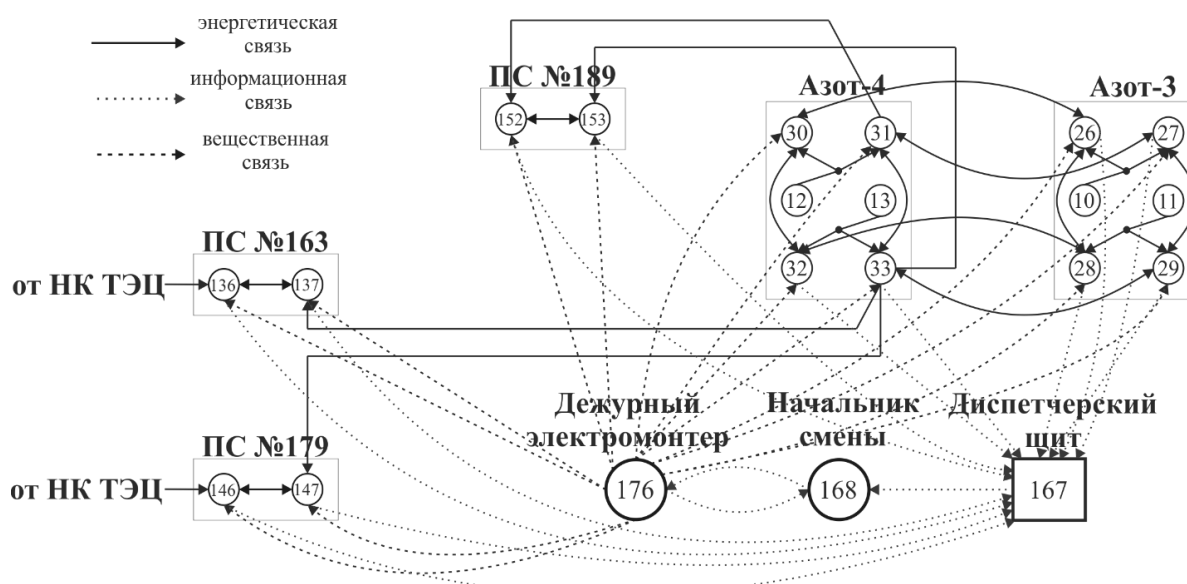 энергетическая
связь
информационная
связь
вещественная
связь
ПС №189
152
153
Азот-4
30
31
12
13
32
33
Азот-3
26
27
10
11
28
29
ПС №163
от НК ТЭЦ
136
137
ПС №179
от НК ТЭЦ
146
147
Дежурный
электромонтер
176
Начальник
смены
168
Диспетчерский
щит
167